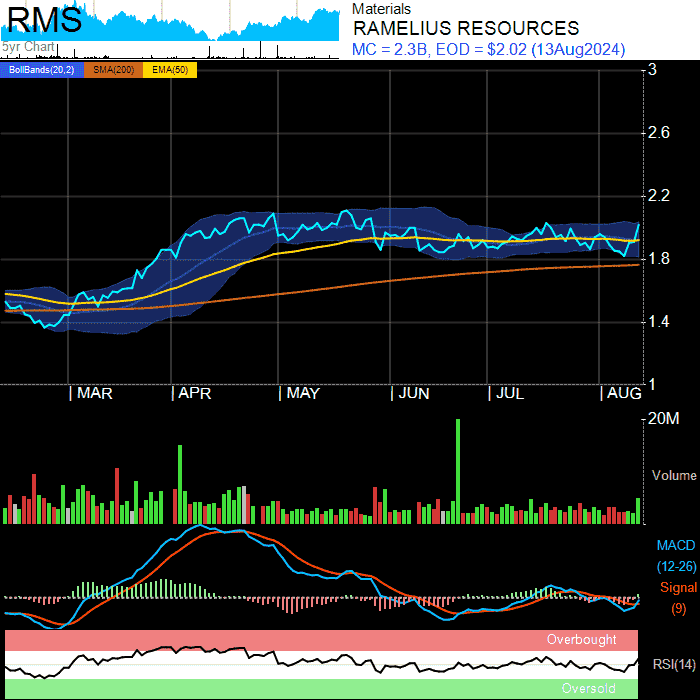 RMS
5yr Chart
Materials
RAMELIUS RESOURCES
MC = 2.3B, EOD = $2.02 (13Aug2024)
BollBands(20,2) SMA(200) EMA(50)
3
2.6
2.2
1.8
1.4
1
MAR APR MAY JUN JUL AUG
20M
Volume
MACD
(12-26)
Signal
(9)
Overbought
RSI(14)
Oversold